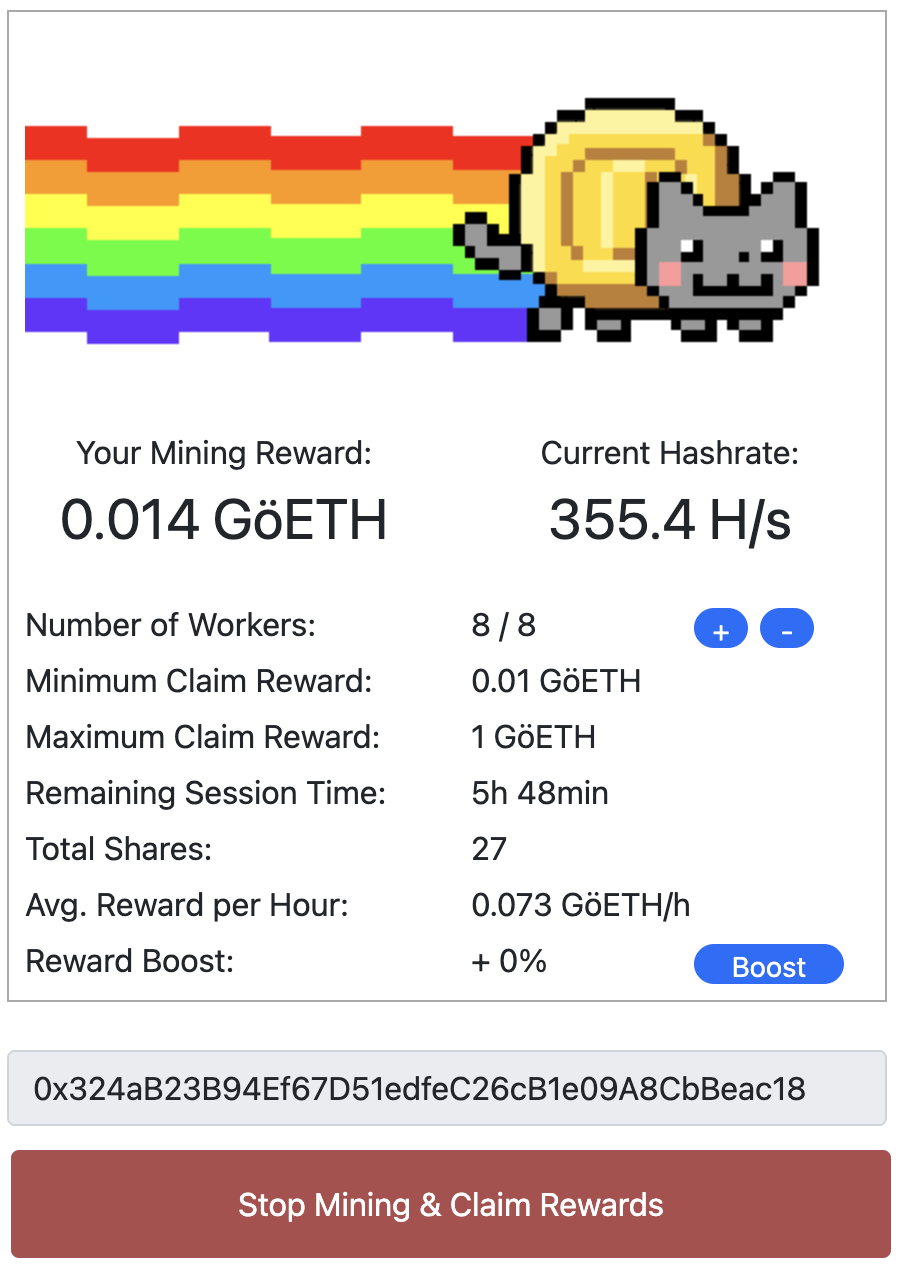 Your Mining Reward:
Current Hashrate:
0.014 GöETH
355.4 H/s
Number of Workers: 8 / 8 + -
Minimum Claim Reward: 0.01 GöETH
Maximum Claim Reward: 1 GöETH
Remaining Session Time: 5h 48min
Total Shares: 27
Avg. Reward per Hour: 0.073 GöETH/h
Reward Boost: + 0% Boost
0x324aB23B94Ef67D51edfeC26cB1e09A8CbBeac18
Stop Mining & Claim Rewards